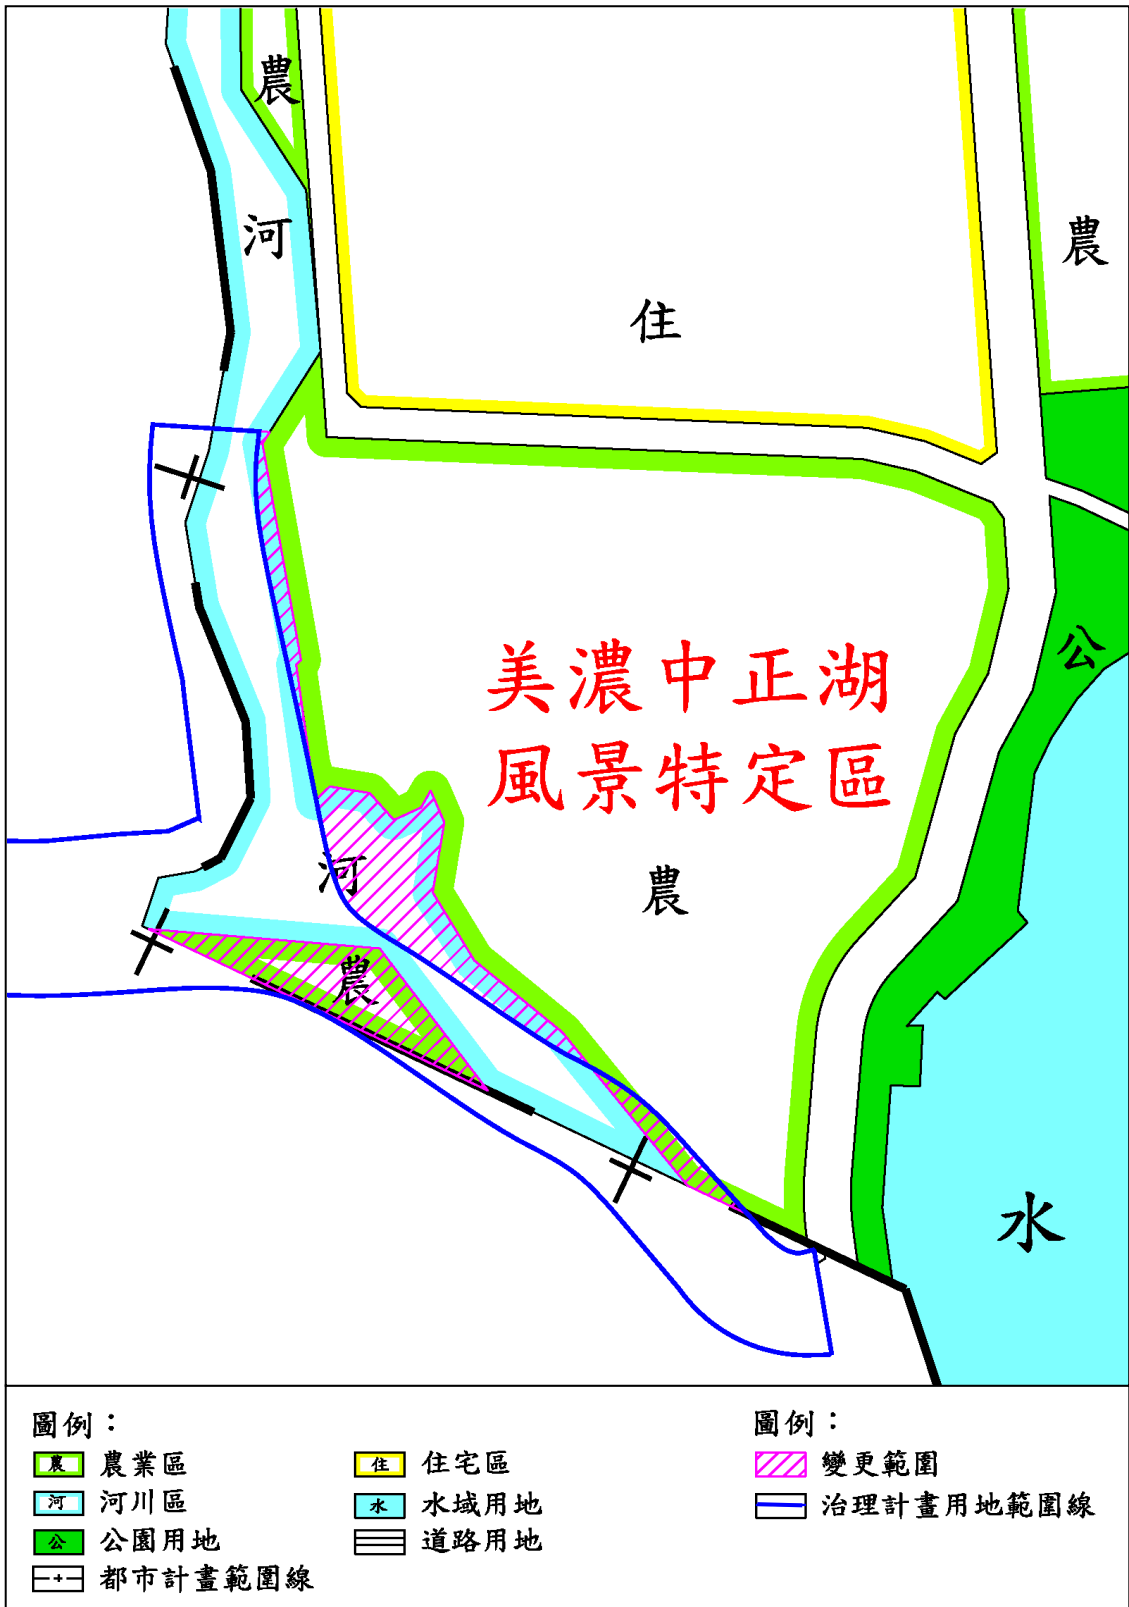 農
河
農
住
公
美濃中正湖
風景特定區
河
農
農
水
圖例：
農 農業區
住 住宅區
河 河川區
水 水域用地
公 公園用地
道路用地
都市計畫範圍線
圖例：
變更範圍
治理計畫用地範圍線